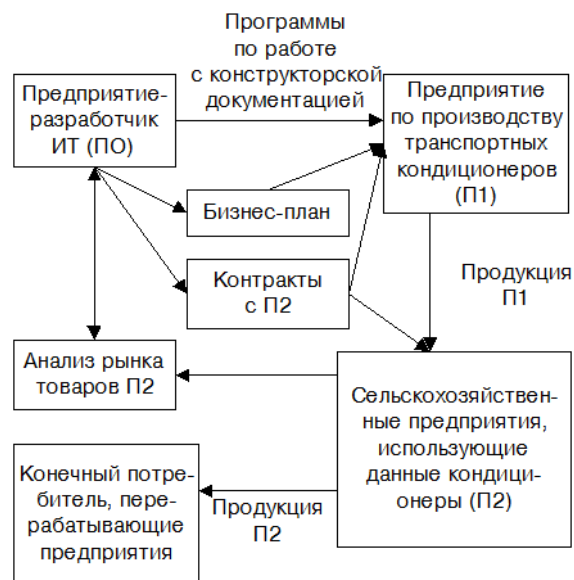 Программы
по работе
с конструкторской
документацией
Предприятие-
разработчик
ИТ (ПО)
Предприятие
по производству
транспортных
кондиционеров
(П1)
Бизнес-план
Контракты
с П2
Продукция
П1
Анализ рынка
товаров П2
Сельскохозяйствен-
ные предприятия,
использующие
данные кондици-
онеры (П2)
Конечный потре-
битель, пере-
рабатывающие
предприятия
Продукция
П2